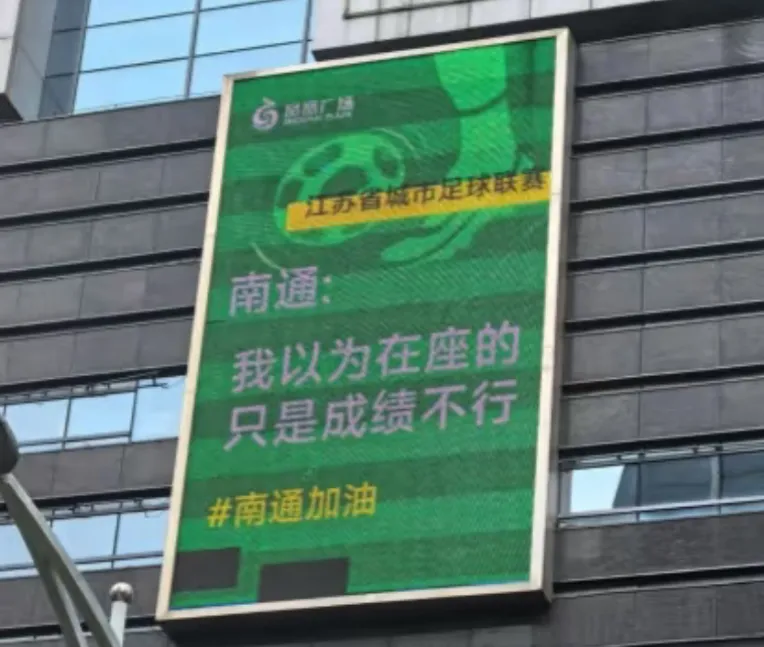 江苏省城市足球联赛
南通:
我以为在座的
只是成绩不行
#南通加油